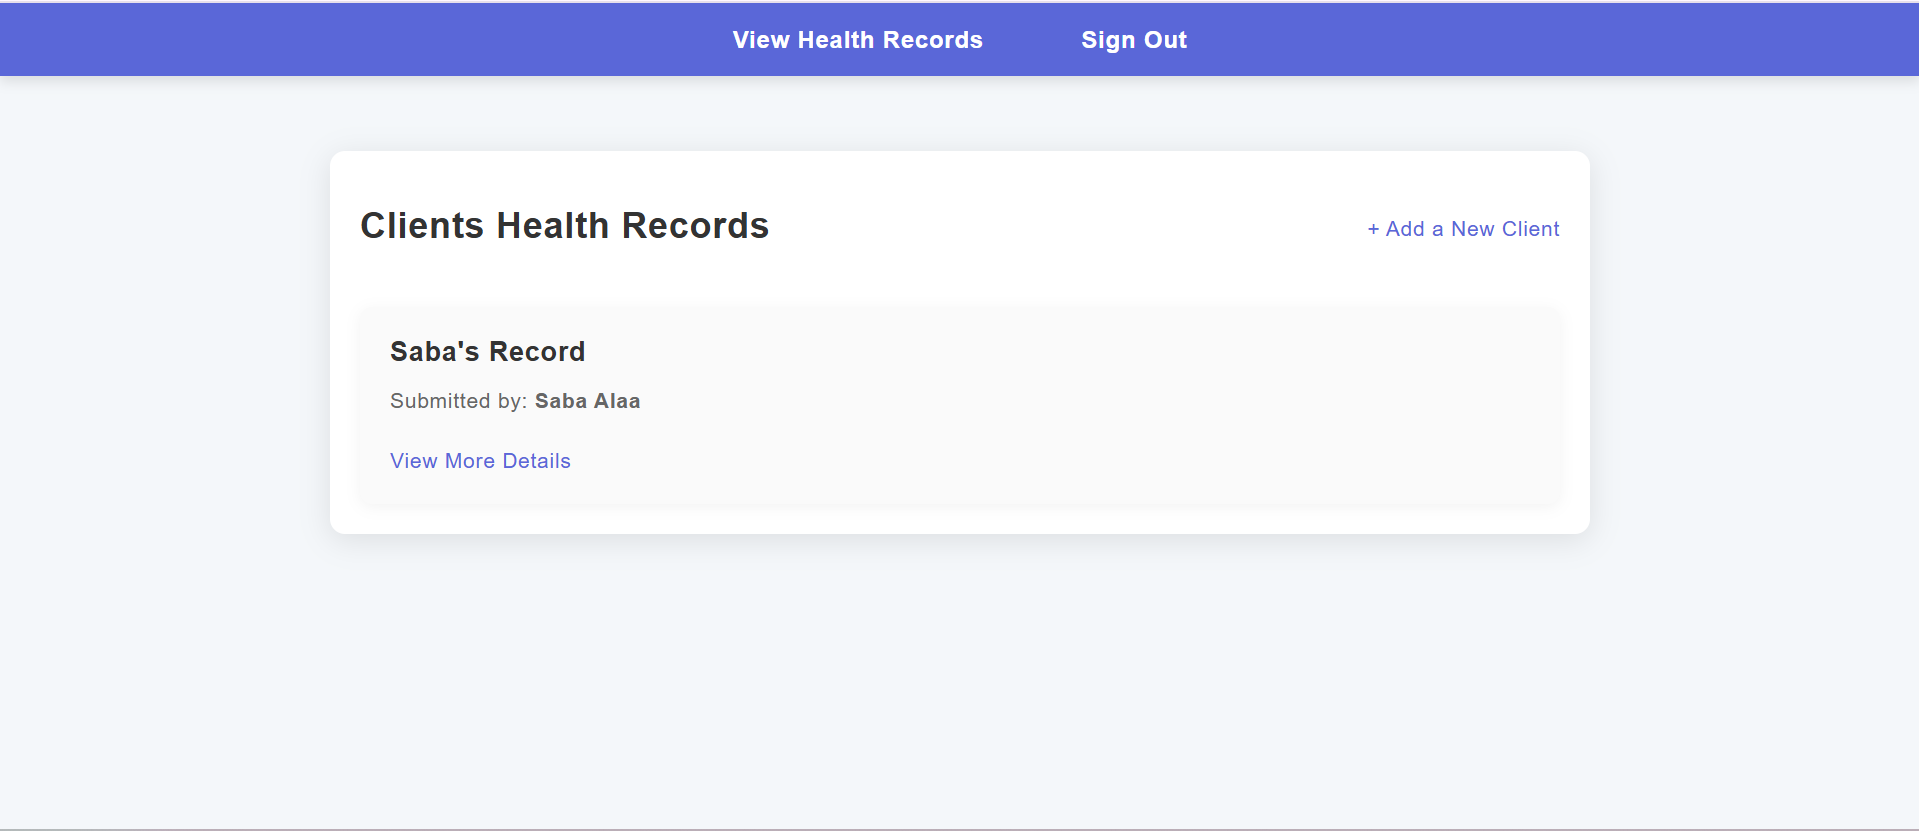 View Health Records Sign Out
Clients Health Records
+ Add a New Client
Saba's Record
Submitted by: Saba Alaa
View More Details